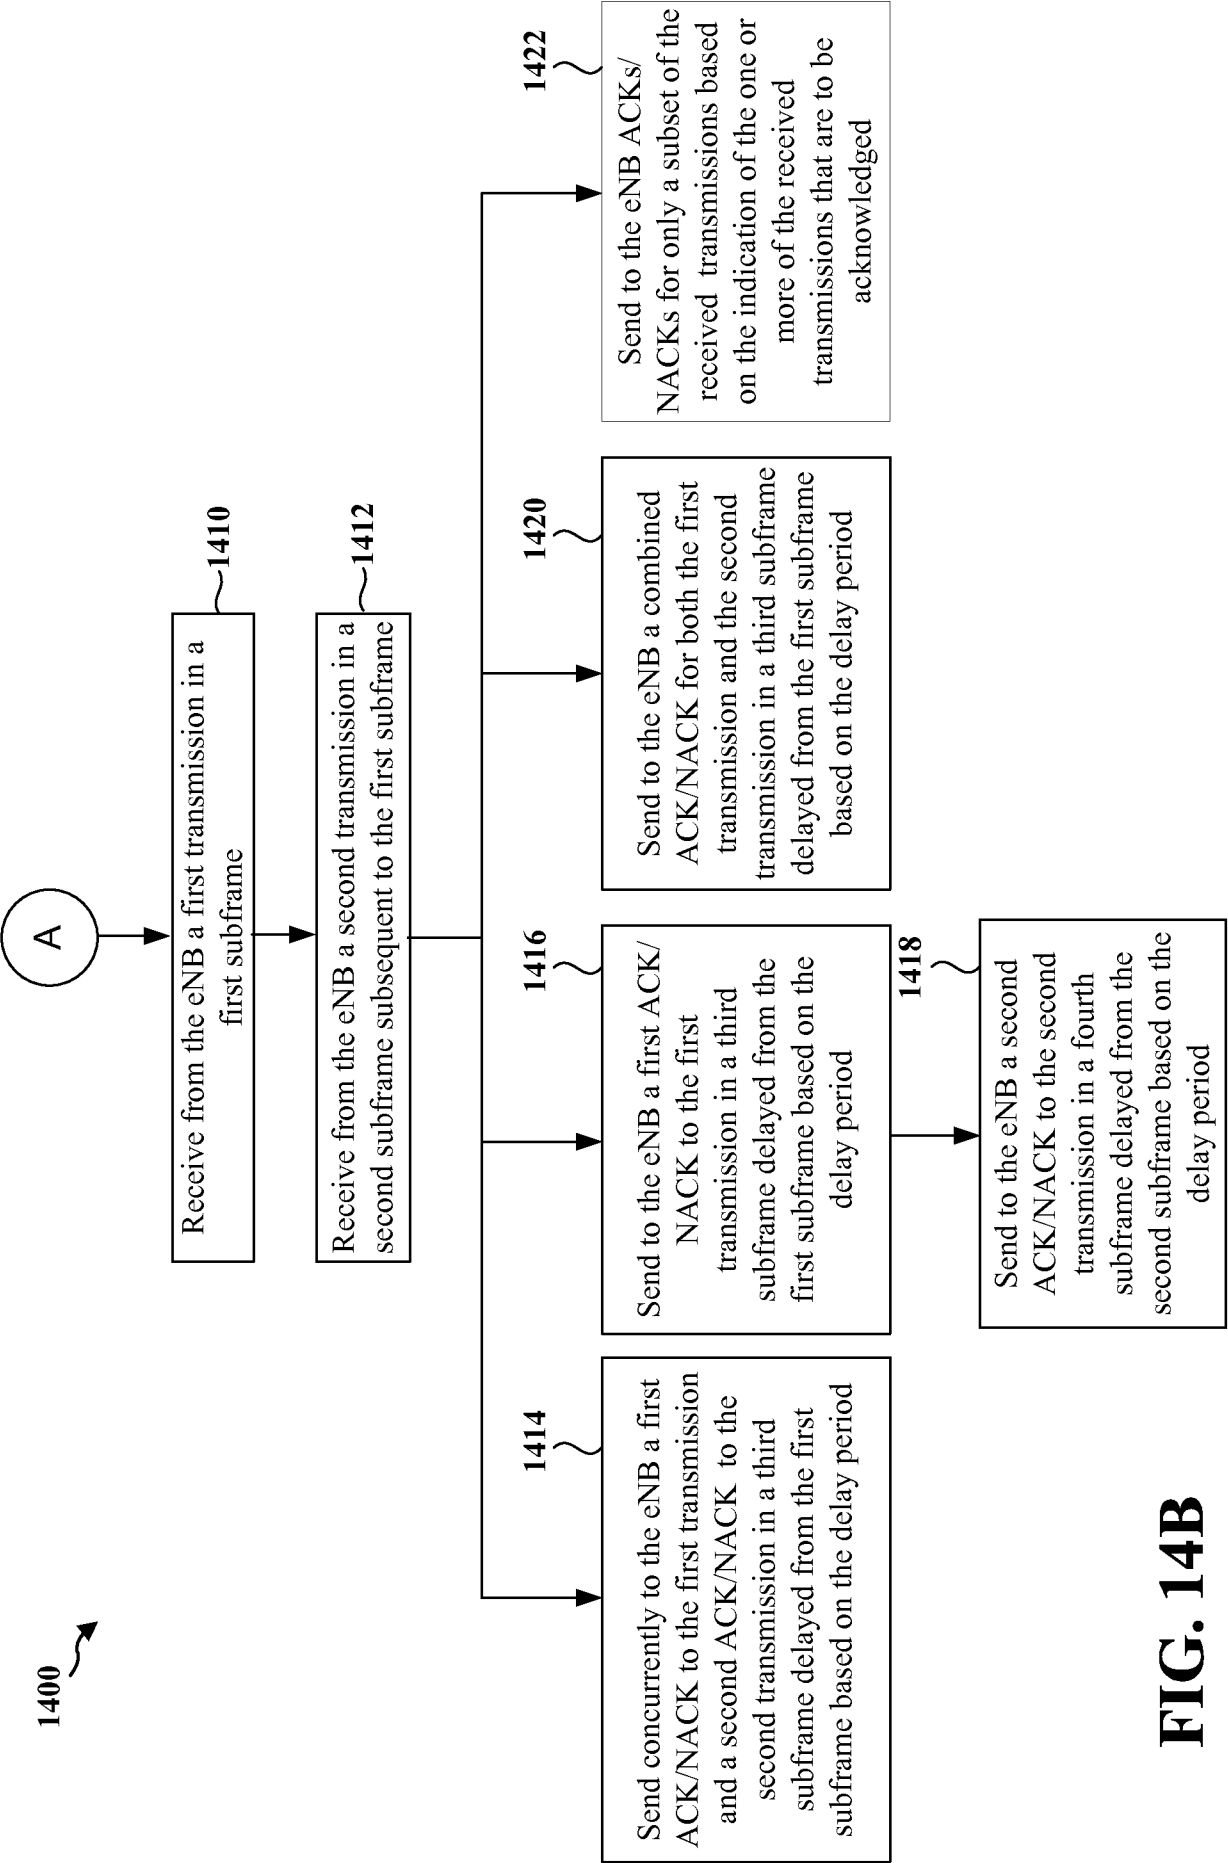 1400
A
Receive from the eNB a first transmission in a
first subframe
1410
Receive from the eNB a second transmission in a
second subframe subsequent to the first subframe
1412
1414
Send concurrently to the eNB a first
ACK/NACK to the first transmission
and a second ACK/NACK to the
second transmission in a third
subframe delayed from the first
subframe based on the delay period
1416
Send to the eNB a first ACK/
NACK to the first
transmission in a third
subframe delayed from the
first subframe based on the
delay period
1418
Send to the eNB a second
ACK/NACK to the second
transmission in a fourth
subframe delayed from the
second subframe based on the
delay period
1420
Send to the eNB a combined
ACK/NACK for both the first
transmission and the second
transmission in a third subframe
delayed from the first subframe
based on the delay period
1422
Send to the eNB ACKs/
NACKs for only a subset of the
received transmissions based
on the indication of the one or
more of the received
transmissions that are to be
acknowledged
FIG. 14B